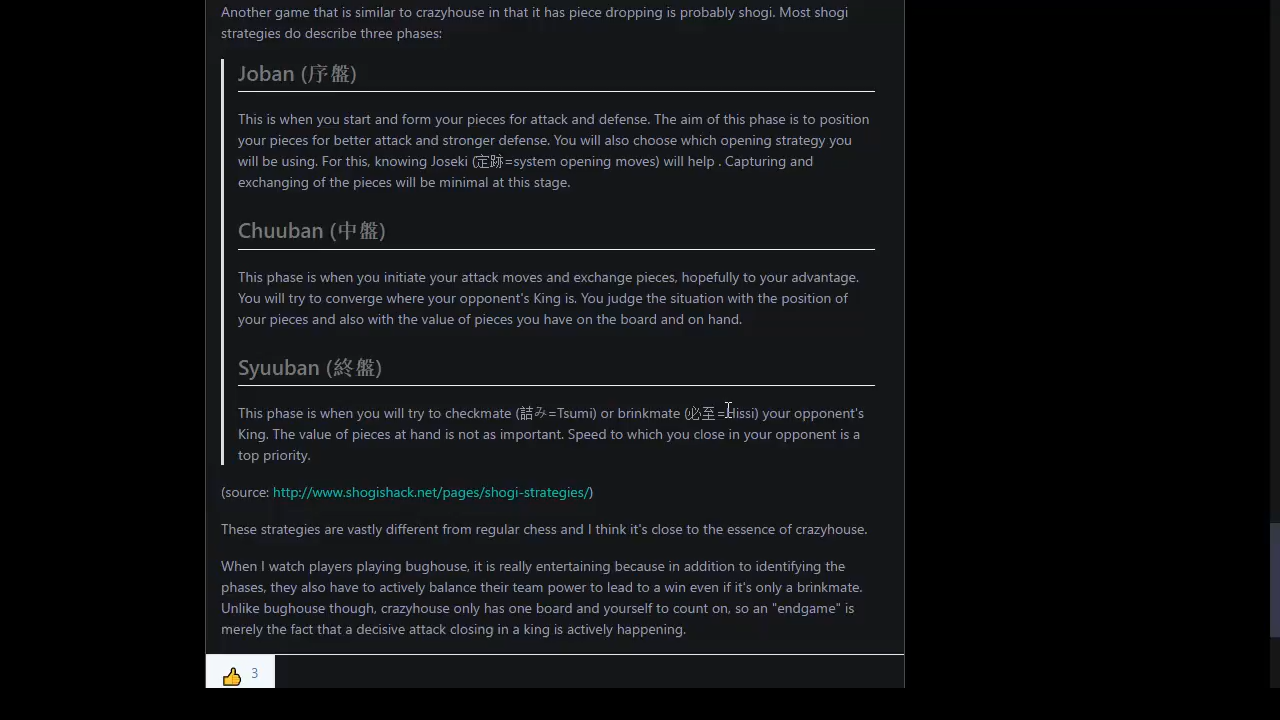 Another game that is similar to crazyhouse in that it has piece dropping is probably shogi. Most shogi
strategies do describe three phases:
Joban (序盤)
This is when you start and form your pieces for attack and defense. The aim of this phase is to position
your pieces for better attack and stronger defense. You will also choose which opening strategy you
will be using. For this, knowing Joseki (定跡=system opening moves) will help . Capturing and
exchanging of the pieces will be minimal at this stage.
Chuuban (中盤)
This phase is when you initiate your attack moves and exchange pieces, hopefully to your advantage.
You will try to converge where your opponent's King is. You judge the situation with the position of
your pieces and also with the value of pieces you have on the board and on hand.
Syuuban (終盤)
This phase is when you will try to checkmate (詰み=Tsumi) or brinkmate (必至=Hissi) your opponent's
King. The value of pieces at hand is not as important. Speed to which you close in your opponent is a
top priority.
(source: http://www.shogishack.net/pages/shogi-strategies/)
These strategies are vastly different from regular chess and I think it's close to the essence of crazyhouse.
When I watch players playing bughouse, it is really entertaining because in addition to identifying the
phases, they also have to actively balance their team power to lead to a win even if it's only a brinkmate.
Unlike bughouse though, crazyhouse only has one board and yourself to count on, so an "endgame" is
merely the fact that a decisive attack closing in a king is actively happening.
3